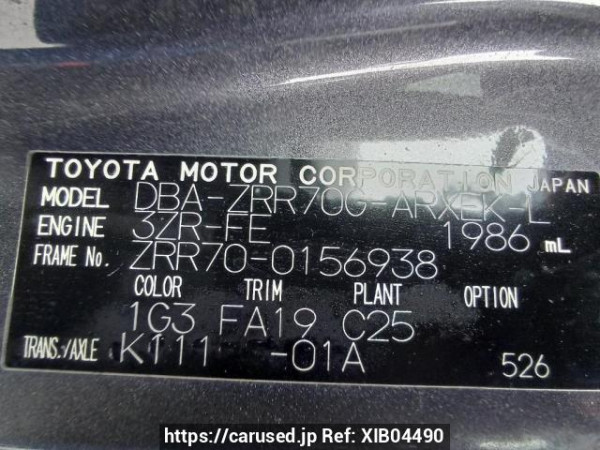 TOYOTA MOTOR CORPORATION JAPAN
MODEL DBA-ZRR70G-ARXEK-L
ENGINE 3ZR-FE 1986 mL
FRAME No. ZRR70-0156938
COLOR TRIM PLANT OPTION
1G3 FA19 C25
TRANS./AXLE K111 -01A 526
https://carused.jp Ref: XIB04490